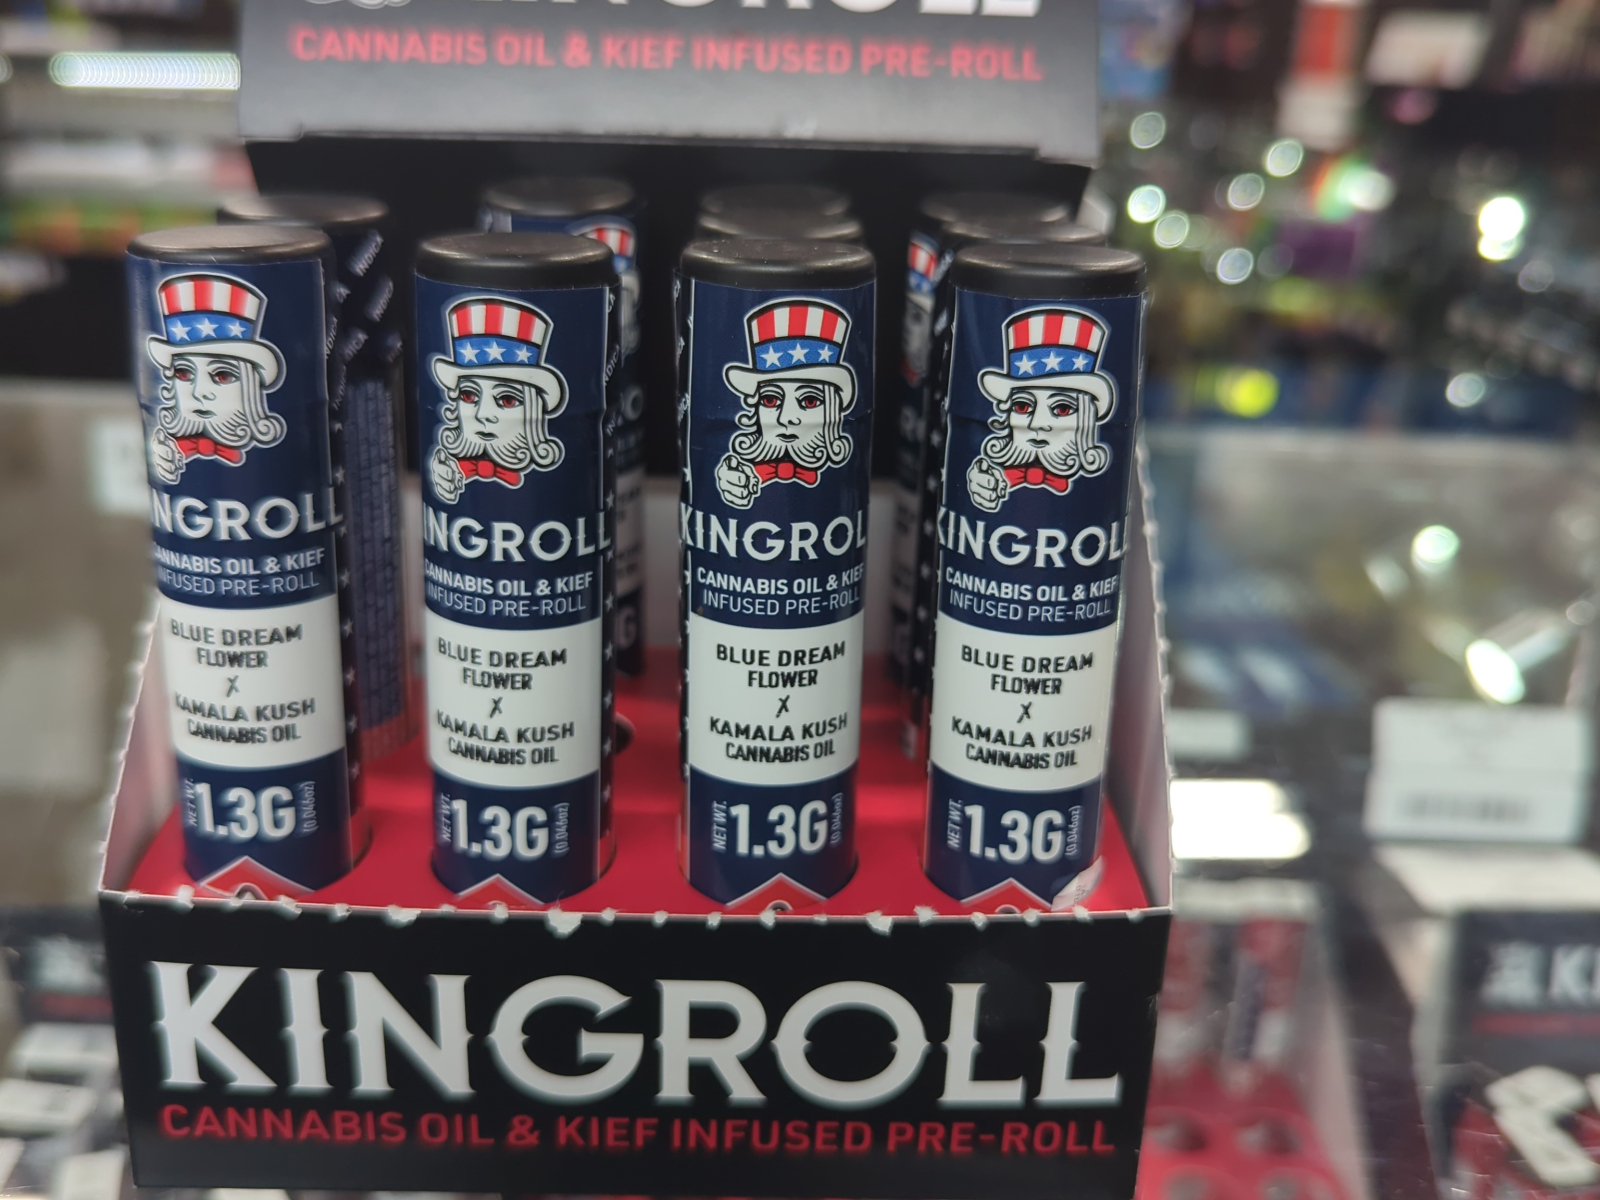 CANNABIS OIL & KIEF INFUSED PRE-ROLL
INDICA
INGROLL
CANNABIS OIL & KIEF
INFUSED PRE-ROLL
BLUE DREAM
FLOWER
X
KAMALA KUSH
CANNABIS OIL
NET WT.
1.3G
(0.046oz)
INGROLL
CANNABIS OIL & KIEF
INFUSED PRE-ROLL
BLUE DREAM
FLOWER
X
KAMALA KUSH
CANNABIS OIL
NET WT.
1.3G
(0.046oz)
KINGROL
CANNABIS OIL & KIEF
INFUSED PRE-ROLL
BLUE DREAM
FLOWER
X
KAMALA KUSH
CANNABIS OIL
NET WT.
1.3G
(0.046oz)
KINGROLL
CANNABIS OIL & KIEF
INFUSED PRE-ROLL
BLUE DREAM
FLOWER
X
KAMALA KUSH
CANNABIS OIL
NET WT.
1.3G
(0.046oz)
KINGROLL
CANNABIS OIL & KIEF INFUSED PRE-ROLL